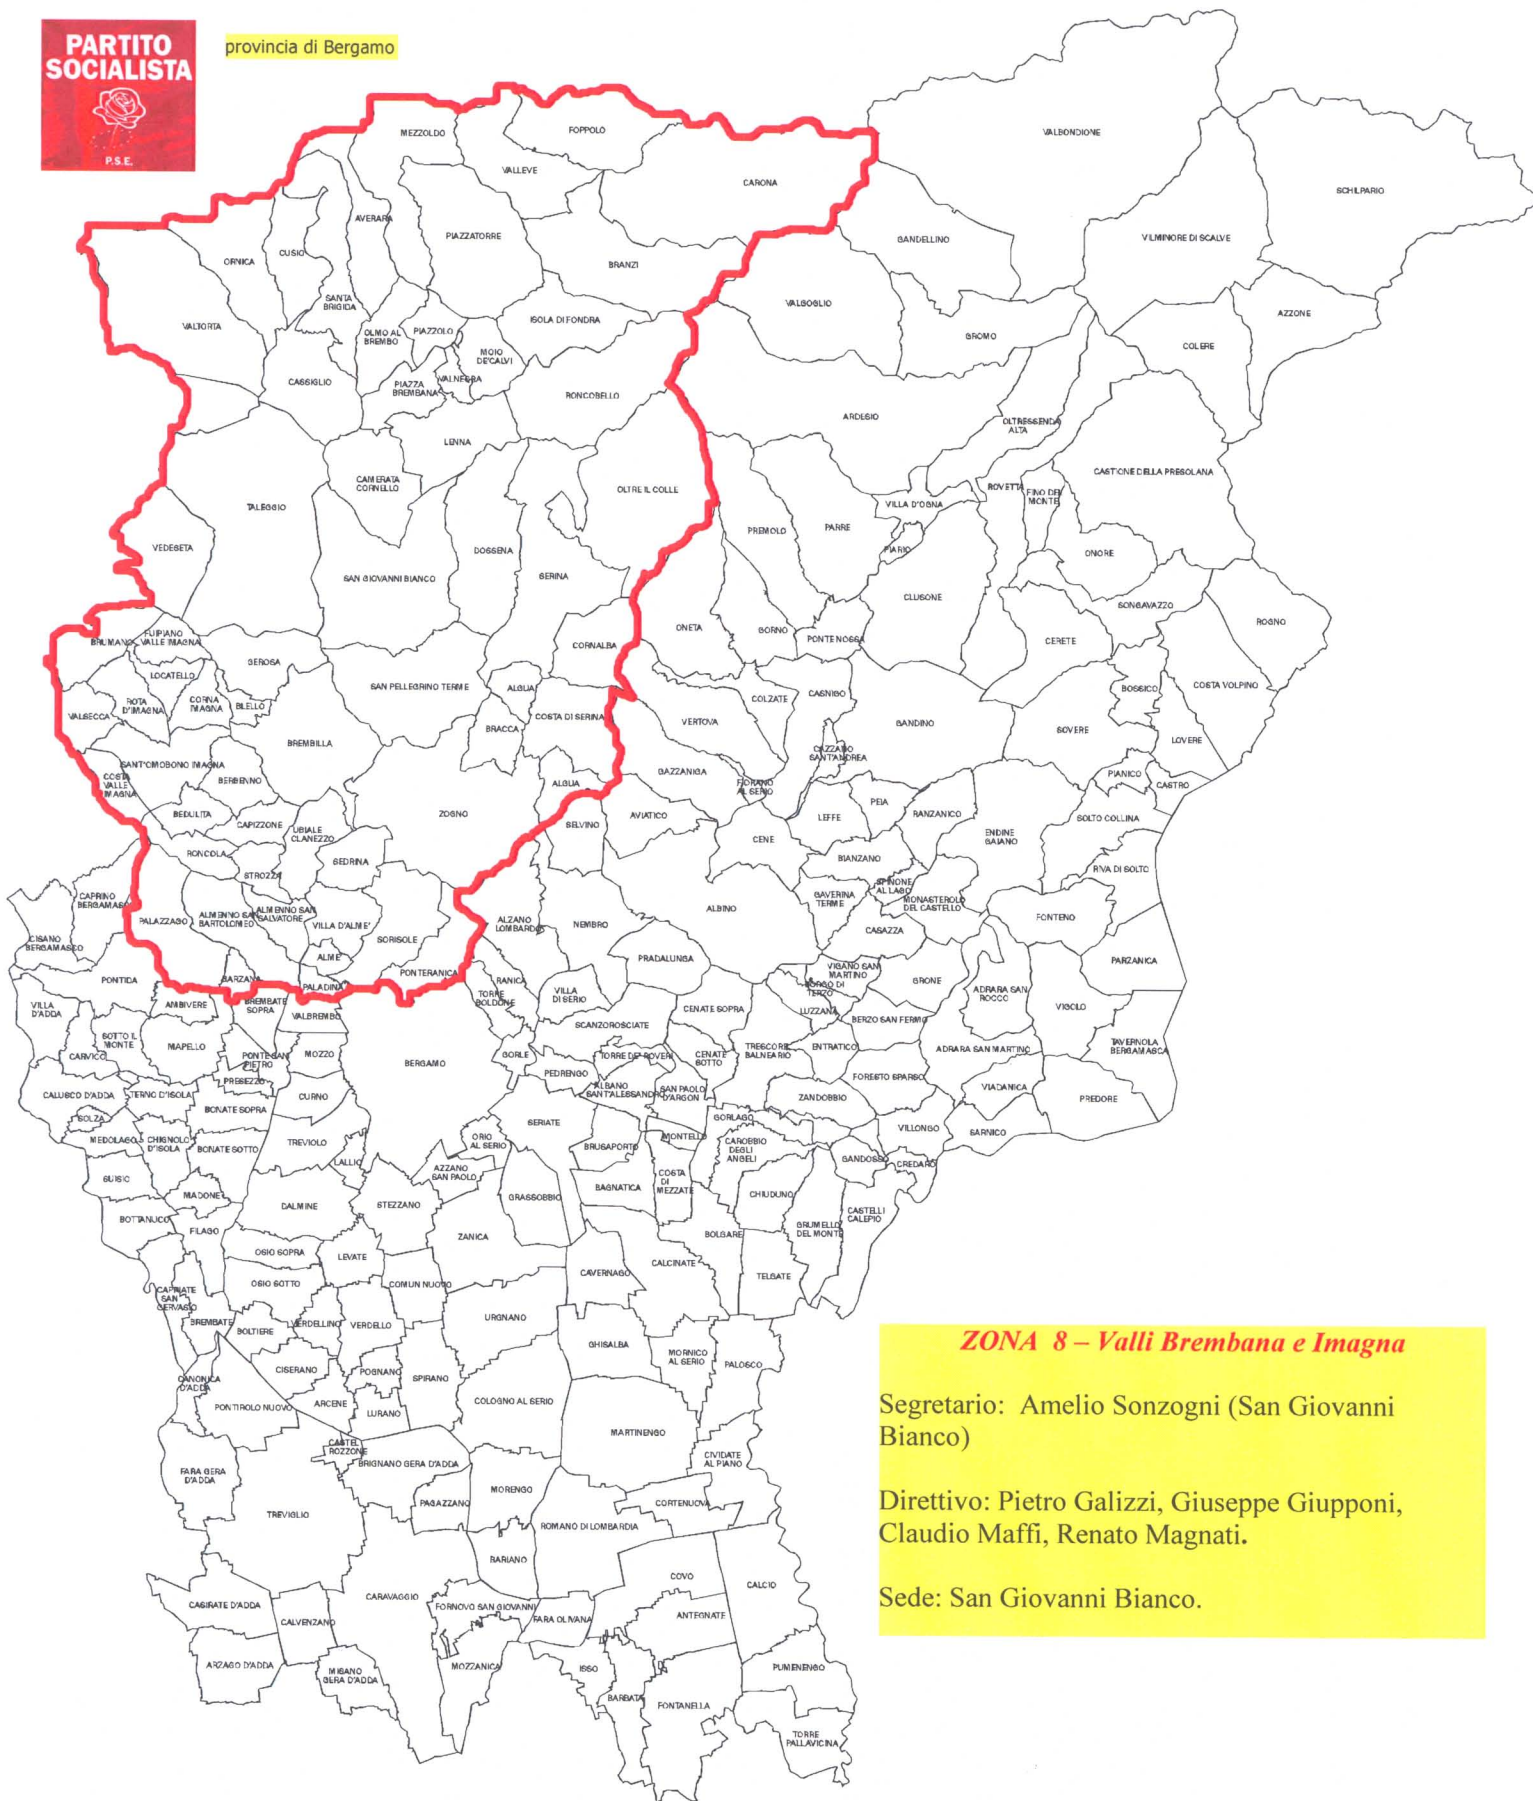 PARTITO
SOCIALISTA
P.S.E.
provincia di Bergamo
MEZZOLDO
FOPPOLO
VALLEVE
CARONA
VALBONDIONE
SCHILPARIO
AVERARA
PIAZZATORRE
BRANZI
GANDELLINO
VILMINORE DI SCALVE
ORNICA
CUSIO
SANTA
BRIGIDA
VALTORTA
OLMO AL
BREMBO
PIAZZOLO
ISOLA DI FONDRA
VALGOGLIO
GROMO
AZZONE
COLERE
MOIO
DE'CALVI
CASSIGLIO
PIAZZA
BREMBANA
VALNEGRA
RONCOBELLO
ARDESIO
OLTRESSENDA
ALTA
LENNA
CAMERATA
CORNELLO
OLTRE IL COLLE
CASTIONE DELLA PRESOLANA
TALEGGIO
ROVETTA
FINO DEL
MONTE
VILLA D'OGNA
PREMOLO
PARRE
VEDESETA
DOSSENA
PIARIO
ONORE
SAN GIOVANNI BIANCO
SERINA
CLUSONE
SONGAVAZZO
ROGNO
BRUMANO
FUIPIANO
VALLE IMAGNA
ONETA
GORNO
PONTE NOSSA
CERETE
CORNALBA
GEROSA
LOCATELLO
SAN PELLEGRINO TERME
ALGUA
COLZATE
CASNIGO
BOSSICO
COSTA VOLPINO
ROTA
D'IMAGNA
CORNA
IMAGNA
BLELLO
VALSECCA
BRACCA
COSTA DI SERINA
VERTOVA
GANDINO
SOVERE
LOVERE
BREMBILLA
CAZZANO
SANT'ANDREA
SANT'OMOBONO IMAGNA
COSTA
VALLE
IMAGNA
BERBENNO
GAZZANIGA
FIORANO
AL SERIO
PIANICO
CASTRO
ALGUA
BEDULITA
CAPIZZONE
UBIALE
CLANEZZO
ZOGNO
SELVINO
AVIATICO
CENE
LEFFE
PEIA
RANZANICO
ENDINE
GAIANO
SOLTO COLLINA
RONCOLA
STROZZA
SEDRINA
BIANZANO
SPINONE
AL LAGO
RIVA DI SOLTO
CAPRINO
BERGAMASCO
GAVERINA
TERME
MONASTEROLO
DEL CASTELLO
PALAZZAGO
ALMENNO SAN
BARTOLOMEO
ALMENNO SAN
SALVATORE
VILLA D'ALME'
ALZANO
LOMBARDO
NEMBRO
ALBINO
FONTENO
CASAZZA
CISANO
BERGAMASCO
SORISOLE
ALME
PRADALUNGA
PARZANICA
PONTIDA
BARZANA
PALADINA
PONTERANICA
RANICA
TORRE
BOLDONE
VILLA
DI SERIO
VIGANO SAN
MARTINO
BORGO DI
TERZO
GRONE
ADRARA SAN
ROCCO
VILLA
D'ADDA
AMBIVERE
BREMBATE
SOPRA
VALBREMBO
CENATE SOPRA
LUZZANA
BERZO SAN FERMO
VIGOLO
SCANZOROSCIATE
SOTTO IL
MONTE
CARVICO
MAPELLO
PONTE SAN
PIETRO
MOZZO
BERGAMO
GORLE
TORRE DE' ROVERI
CENATE
SOTTO
TRESCORE
BALNEARIO
ENTRATICO
ADRARA SAN MARTINO
TAVERNOLA
BERGAMASCA
PEDRENGO
ALBANO
SANT'ALESSANDRO
SAN PAOLO
D'ARGON
FORESTO SPARSO
VIADANICA
PREDORE
PRESEZZO
CALUSCO D'ADDA
TERNO D'ISOLA
CURNO
ZANDOBBIO
SOLZA
BONATE SOPRA
GORLAGO
SERIATE
VILLONGO
SARNICO
MEDOLAGO
CHIGNOLO
D'ISOLA
BONATE SOTTO
TREVIOLO
ORIO
AL SERIO
BRUSAPORTO
MONTELLO
CAROBBIO
DEGLI
ANGELI
GANDOSSO
CREDARO
LALLIO
AZZANO
SAN PAOLO
SUISIO
MADONE
BAGNATICA
COSTA
DI
MEZZATE
CHIUDUNO
GRASSOBBIO
DALMINE
STEZZANO
BOTTANUCO
FILAGO
CASTELLI
CALEPIO
GRUMELLO
DEL MONTE
BOLGARE
ZANICA
OSIO SOPRA
LEVATE
CAVERNAGO
CALCINATE
TELGATE
OSIO SOTTO
COMUN NUOVO
CAPRIATE
SAN
GERVASIO
BREMBATE
BOLTIERE
VERDELLINO
VERDELLO
URGNANO
GHISALBA
MORNICO
AL SERIO
PALOSCO
CISERANO
POGNANO
SPIRANO
CANONICA
D'ADDA
PONTIROLO NUOVO
ARCENE
LURANO
COLOGNO AL SERIO
MARTINENGO
CASTEL
ROZZONE
CIVIDATE
AL PIANO
BRIGNANO GERA D'ADDA
FARA GERA
D'ADDA
PAGAZZANO
MORENGO
CORTENUOVA
TREVIGLIO
ROMANO DI LOMBARDIA
BARIANO
COVO
CALCIO
CARAVAGGIO
CASIRATE D'ADDA
FORNOVO SAN GIOVANNI
FARA OLIVANA
ANTEGNATE
CALVENZANO
ARZAGO D'ADDA
MISANO
GERA D'ADDA
MOZZANICA
ISSO
BARBATA
FONTANELLA
PUMENENGO
TORRE
PALLAVICINA
ZONA 8 – Valli Brembana e Imagna
Segretario: Amelio Sonzogni (San Giovanni
Bianco)
Direttivo: Pietro Galizzi, Giuseppe Giupponi,
Claudio Maffi, Renato Magnati.
Sede: San Giovanni Bianco.